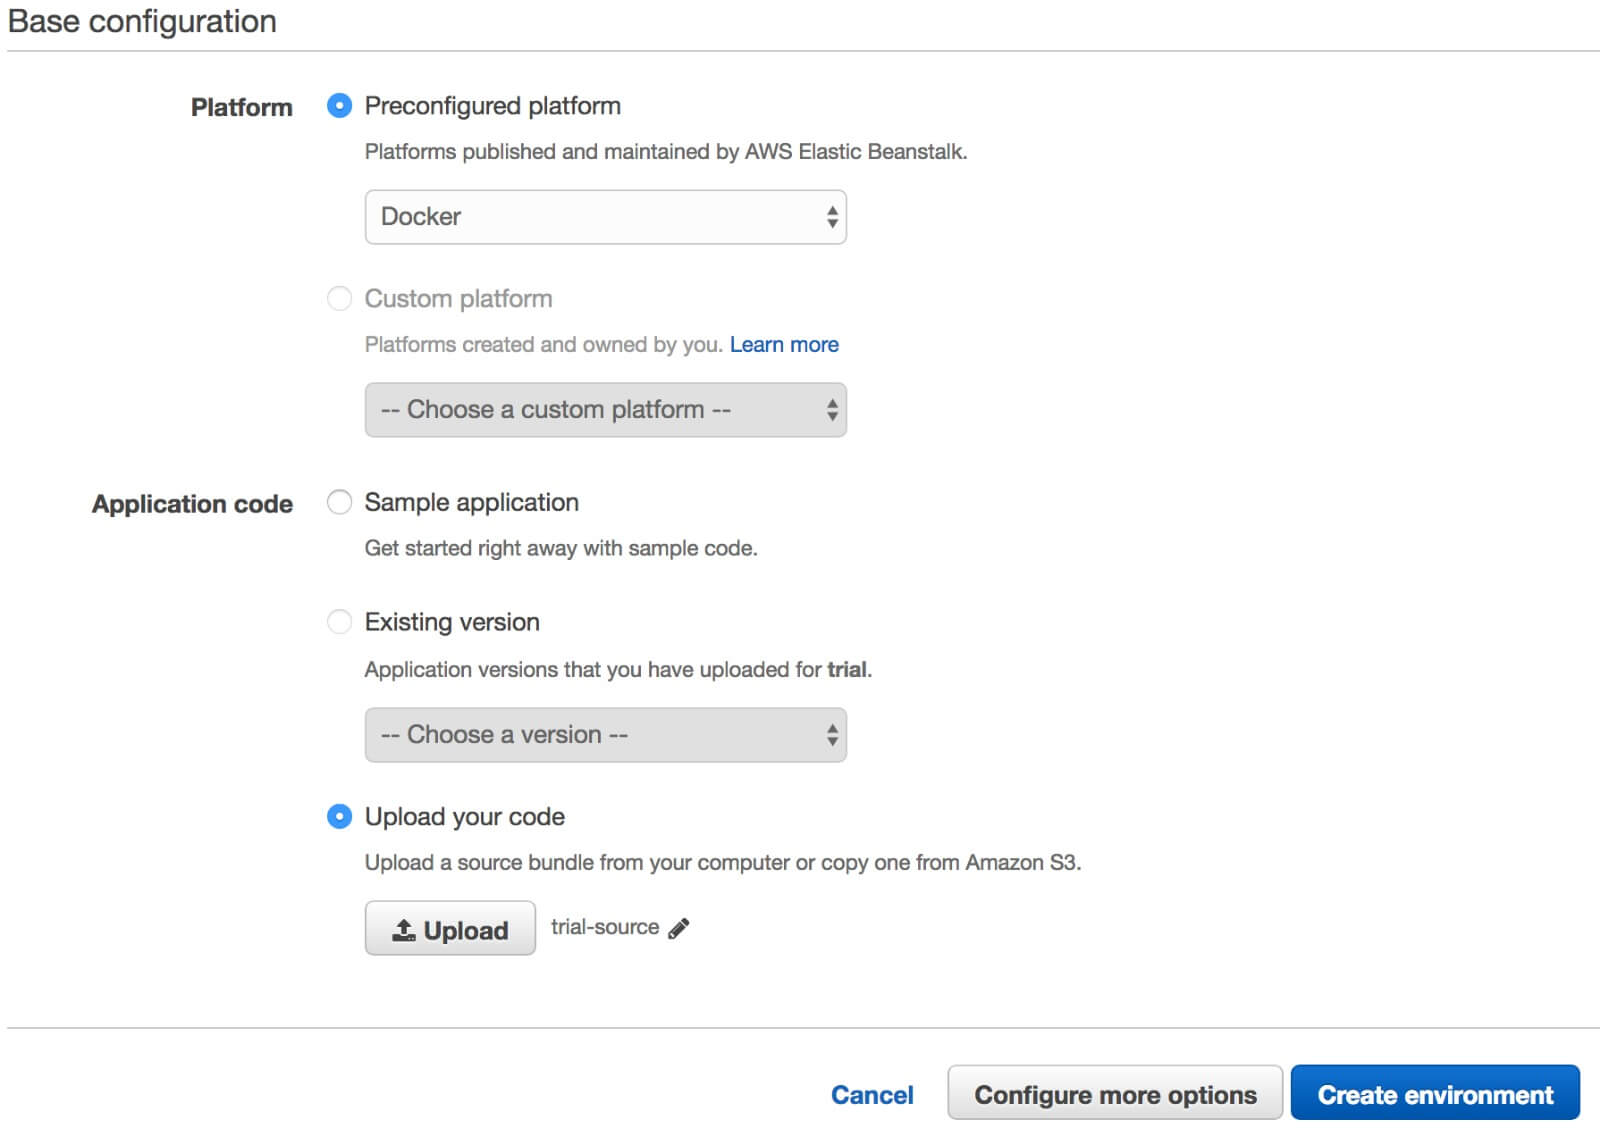 Base configuration
Platform
Preconfigured platform
Platforms published and maintained by AWS Elastic Beanstalk.
Docker
Custom platform
Platforms created and owned by you. Learn more
-- Choose a custom platform --
Application code
Sample application
Get started right away with sample code.
Existing version
Application versions that you have uploaded for trial.
-- Choose a version --
Upload your code
Upload a source bundle from your computer or copy one from Amazon S3.
Upload trial-source
Cancel Configure more options Create environment